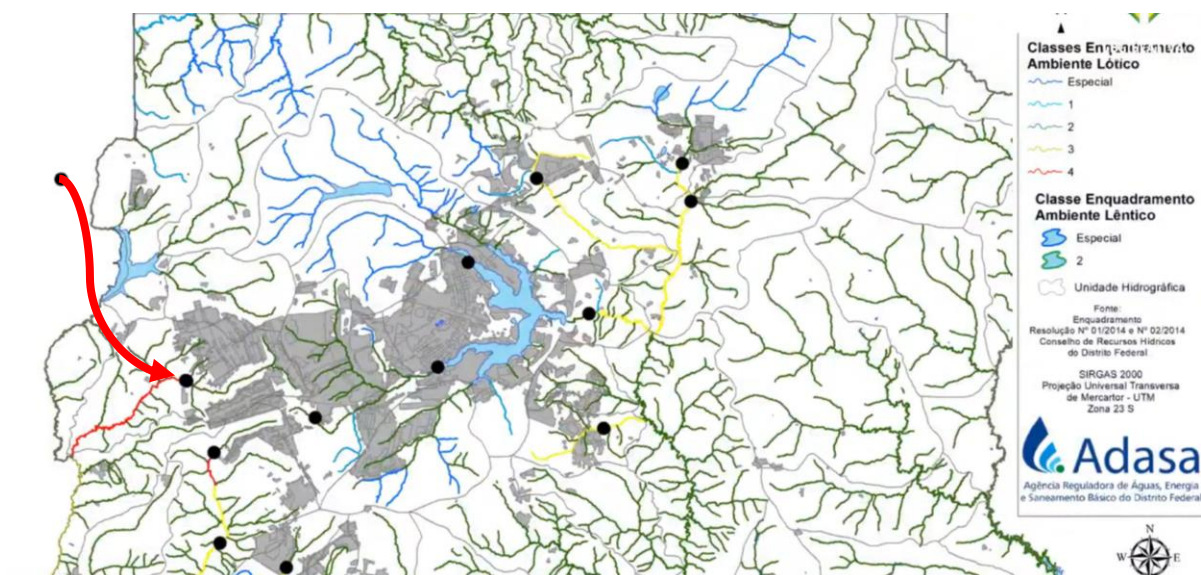 Classes Enquadramento
Ambiente Lótico
Especial
1
2
3
4
Classe Enquadramento
Ambiente Lêntico
Especial
2
Unidade Hidrográfica
Fonte:
Enquadramento
Resolução Nº 01/2014 e Nº 02/2014
Conselho de Recursos Hídricos
do Distrito Federal
SIRGAS 2000
Projeção Universal Transversa
de Mercartor - UTM
Zona 23 S
Adasa
Agência Reguladora de Águas, Energia
e Saneamento Básico do Distrito Federal
N
W E